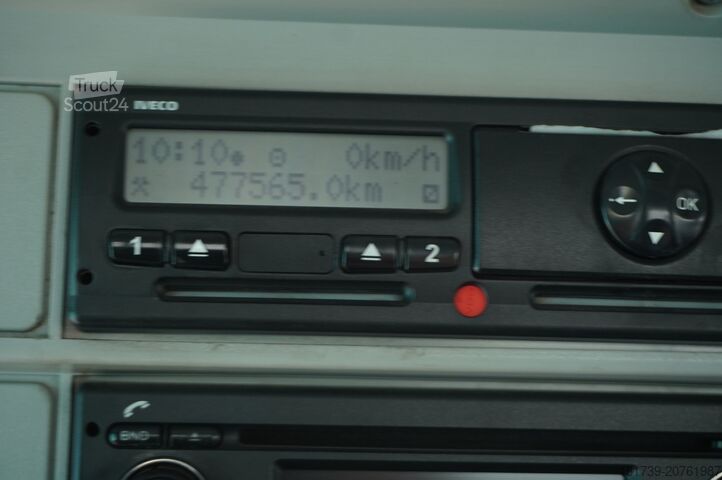 Truck
Scout24
IVECO
10:10 0km/h
477565.0km
1 2
OK
END